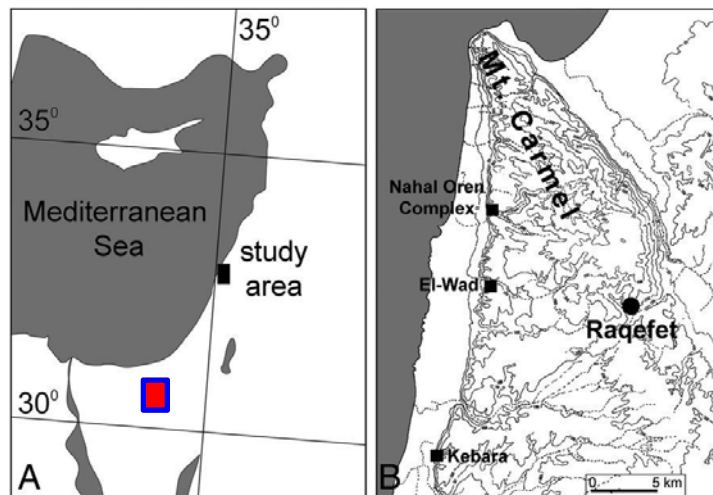 35⁰
35⁰
Mediterranean
Sea
study
area
30⁰
A
Mt. Carmel
Nahal Oren
Complex
El-Wad
Raqefet
Kebara
B
0 5 km